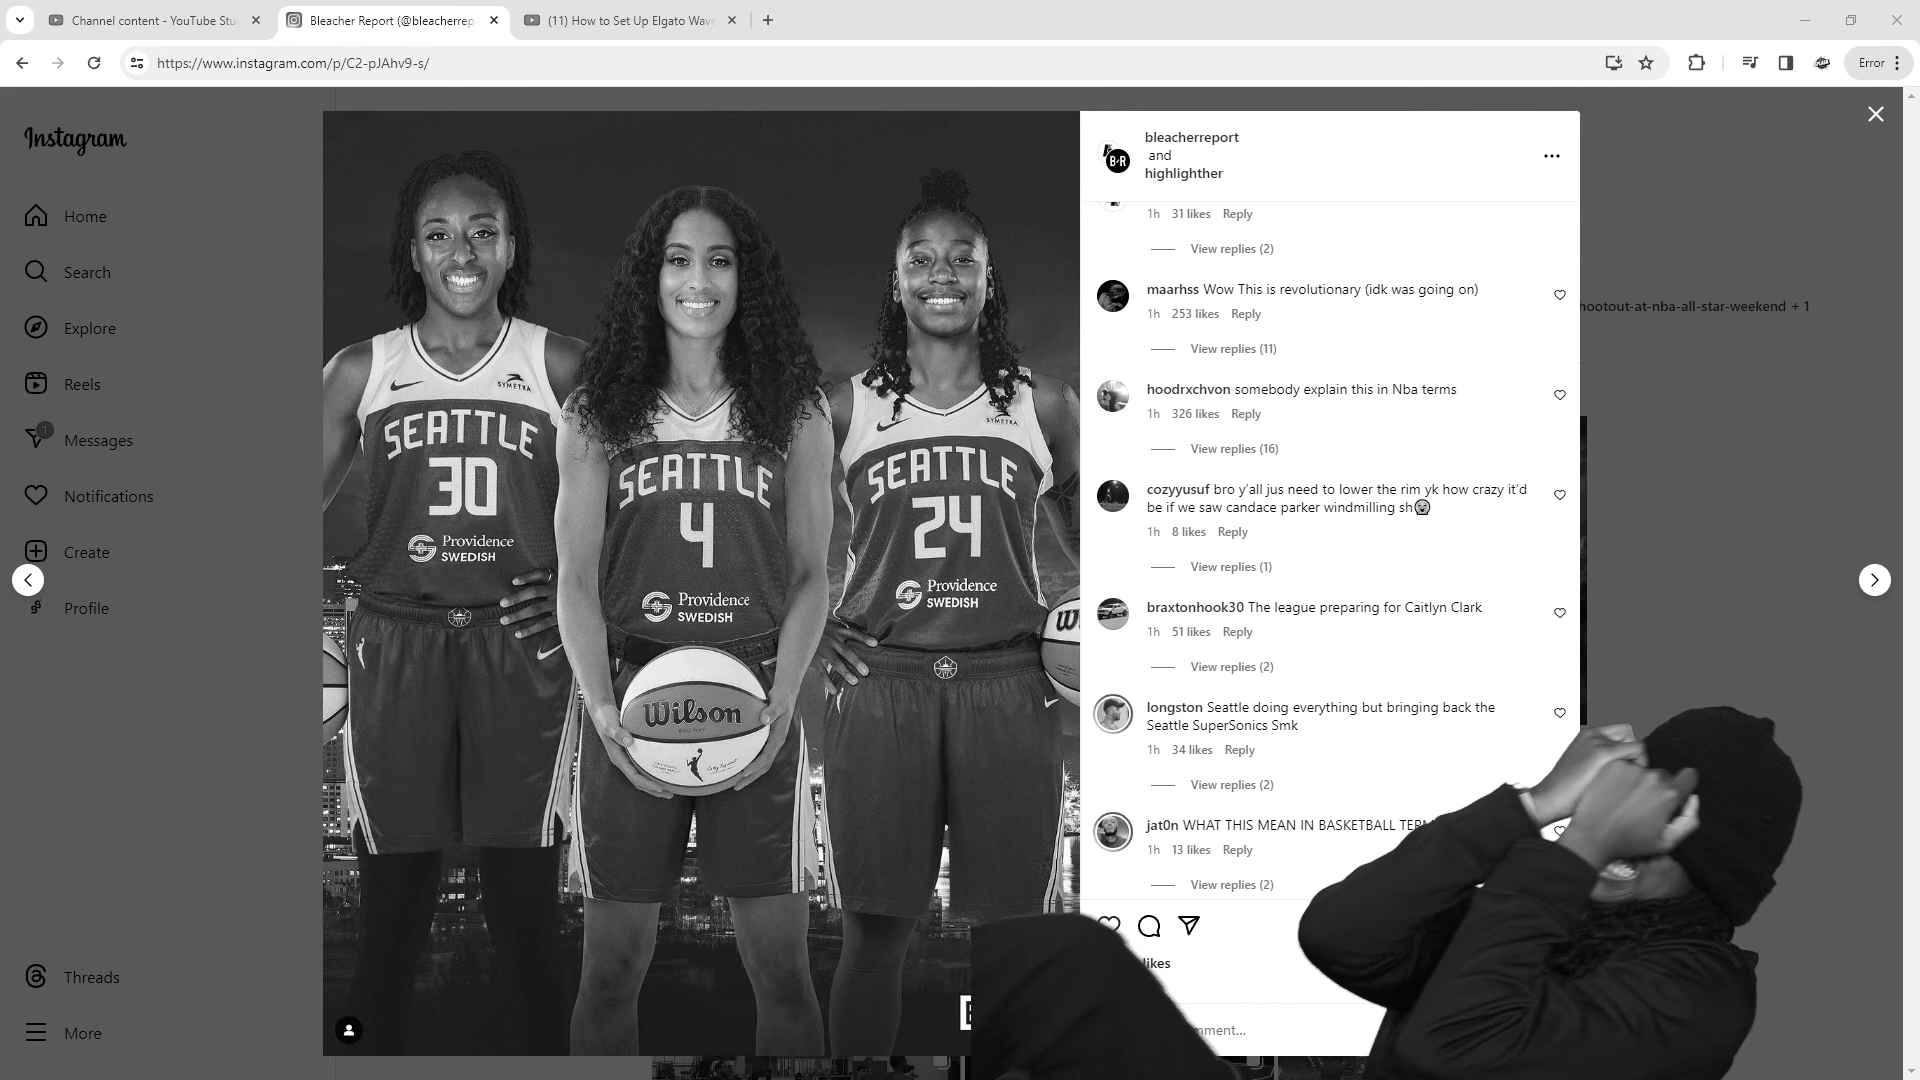 Channel content - YouTube Stu
Bleacher Report (@bleacherrep
(11) How to Set Up Elgato Wave
https://www.instagram.com/p/C2-pJAhv9-s/
Error
Instagram
Home
Search
Explore
Reels
1
Messages
Notifications
Create
Profile
Threads
More
SYMETRA
SEATTLE
30
Providence
SWEDISH
SEATTLE
4
Providence
SWEDISH
Wilson
SYMETRA
SEATTLE
24
Providence
SWEDISH
W
B/R
bleacherreport
and
highlighther
1h 31 likes Reply
View replies (2)
maarhss Wow This is revolutionary (idk was going on)
1h 253 likes Reply
View replies (11)
hoodrxchvon somebody explain this in Nba terms
1h 326 likes Reply
View replies (16)
cozyyusuf bro y’all jus need to lower the rim yk how crazy it’d
be if we saw candace parker windmilling sh😱
1h 8 likes Reply
View replies (1)
braxtonhook30 The league preparing for Caitlyn Clark
1h 51 likes Reply
View replies (2)
longston Seattle doing everything but bringing back the
Seattle SuperSonics Smk
1h 34 likes Reply
View replies (2)
jat0n WHAT THIS MEAN IN BASKETBALL TERM
1h 13 likes Reply
View replies (2)
likes
mment...
hootout-at-nba-all-star-weekend + 1